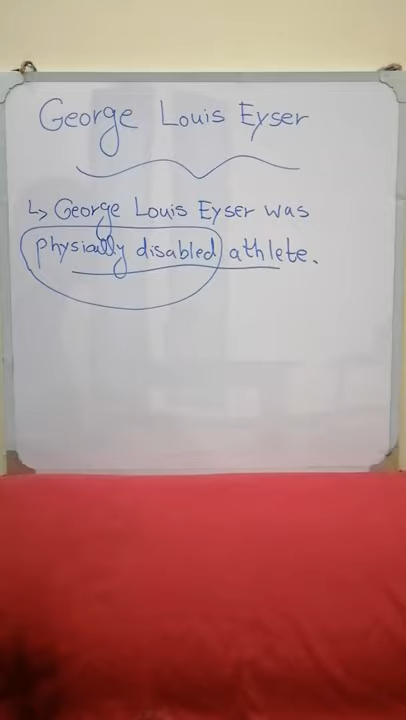 George Louis Eyser
↳ George Louis Eyser was
physially disabled athlete.